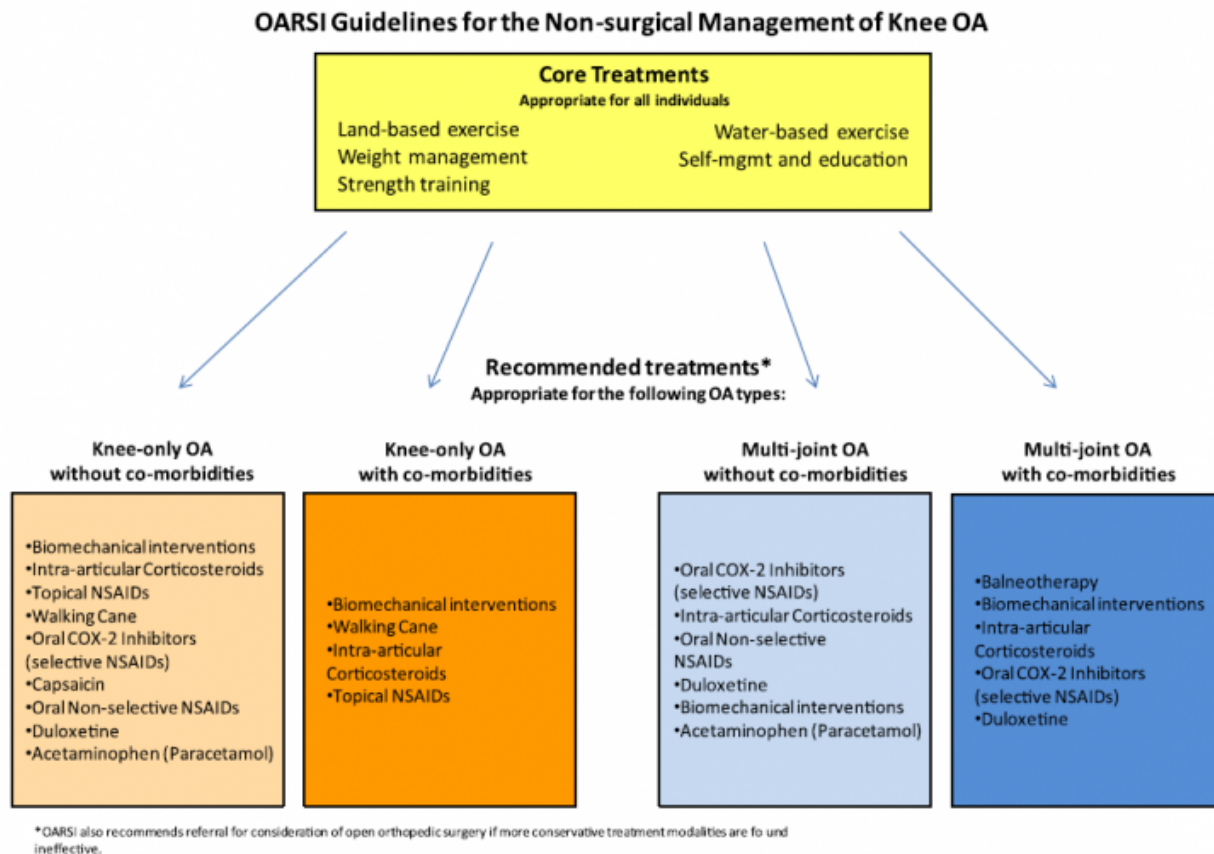 OARSI Guidelines for the Non-surgical Management of Knee OA
Core Treatments
Appropriate for all individuals
Land-based exercise
Weight management
Strength training
Water-based exercise
Self-mgmt and education
Recommended treatments*
Appropriate for the following OA types:
Knee-only OA
without co-morbidities
•Biomechanical interventions
•Intra-articular Corticosteroids
•Topical NSAIDs
•Walking Cane
•Oral COX-2 Inhibitors
(selective NSAIDs)
•Capsaicin
•Oral Non-selective NSAIDs
•Duloxetine
•Acetaminophen (Paracetamol)
Knee-only OA
with co-morbidities
•Biomechanical interventions
•Walking Cane
•Intra-articular
Corticosteroids
•Topical NSAIDs
Multi-joint OA
without co-morbidities
•Oral COX-2 Inhibitors
(selective NSAIDs)
•Intra-articular Corticosteroids
•Oral Non-selective
NSAIDs
•Duloxetine
•Biomechanical interventions
•Acetaminophen (Paracetamol)
Multi-joint OA
with co-morbidities
•Balneotherapy
•Biomechanical interventions
•Intra-articular
Corticosteroids
•Oral COX-2 Inhibitors
(selective NSAIDs)
•Duloxetine
*OARSI also recommends referral for consideration of open orthopedic surgery if more conservative treatment modalities are fo und
ineffective.